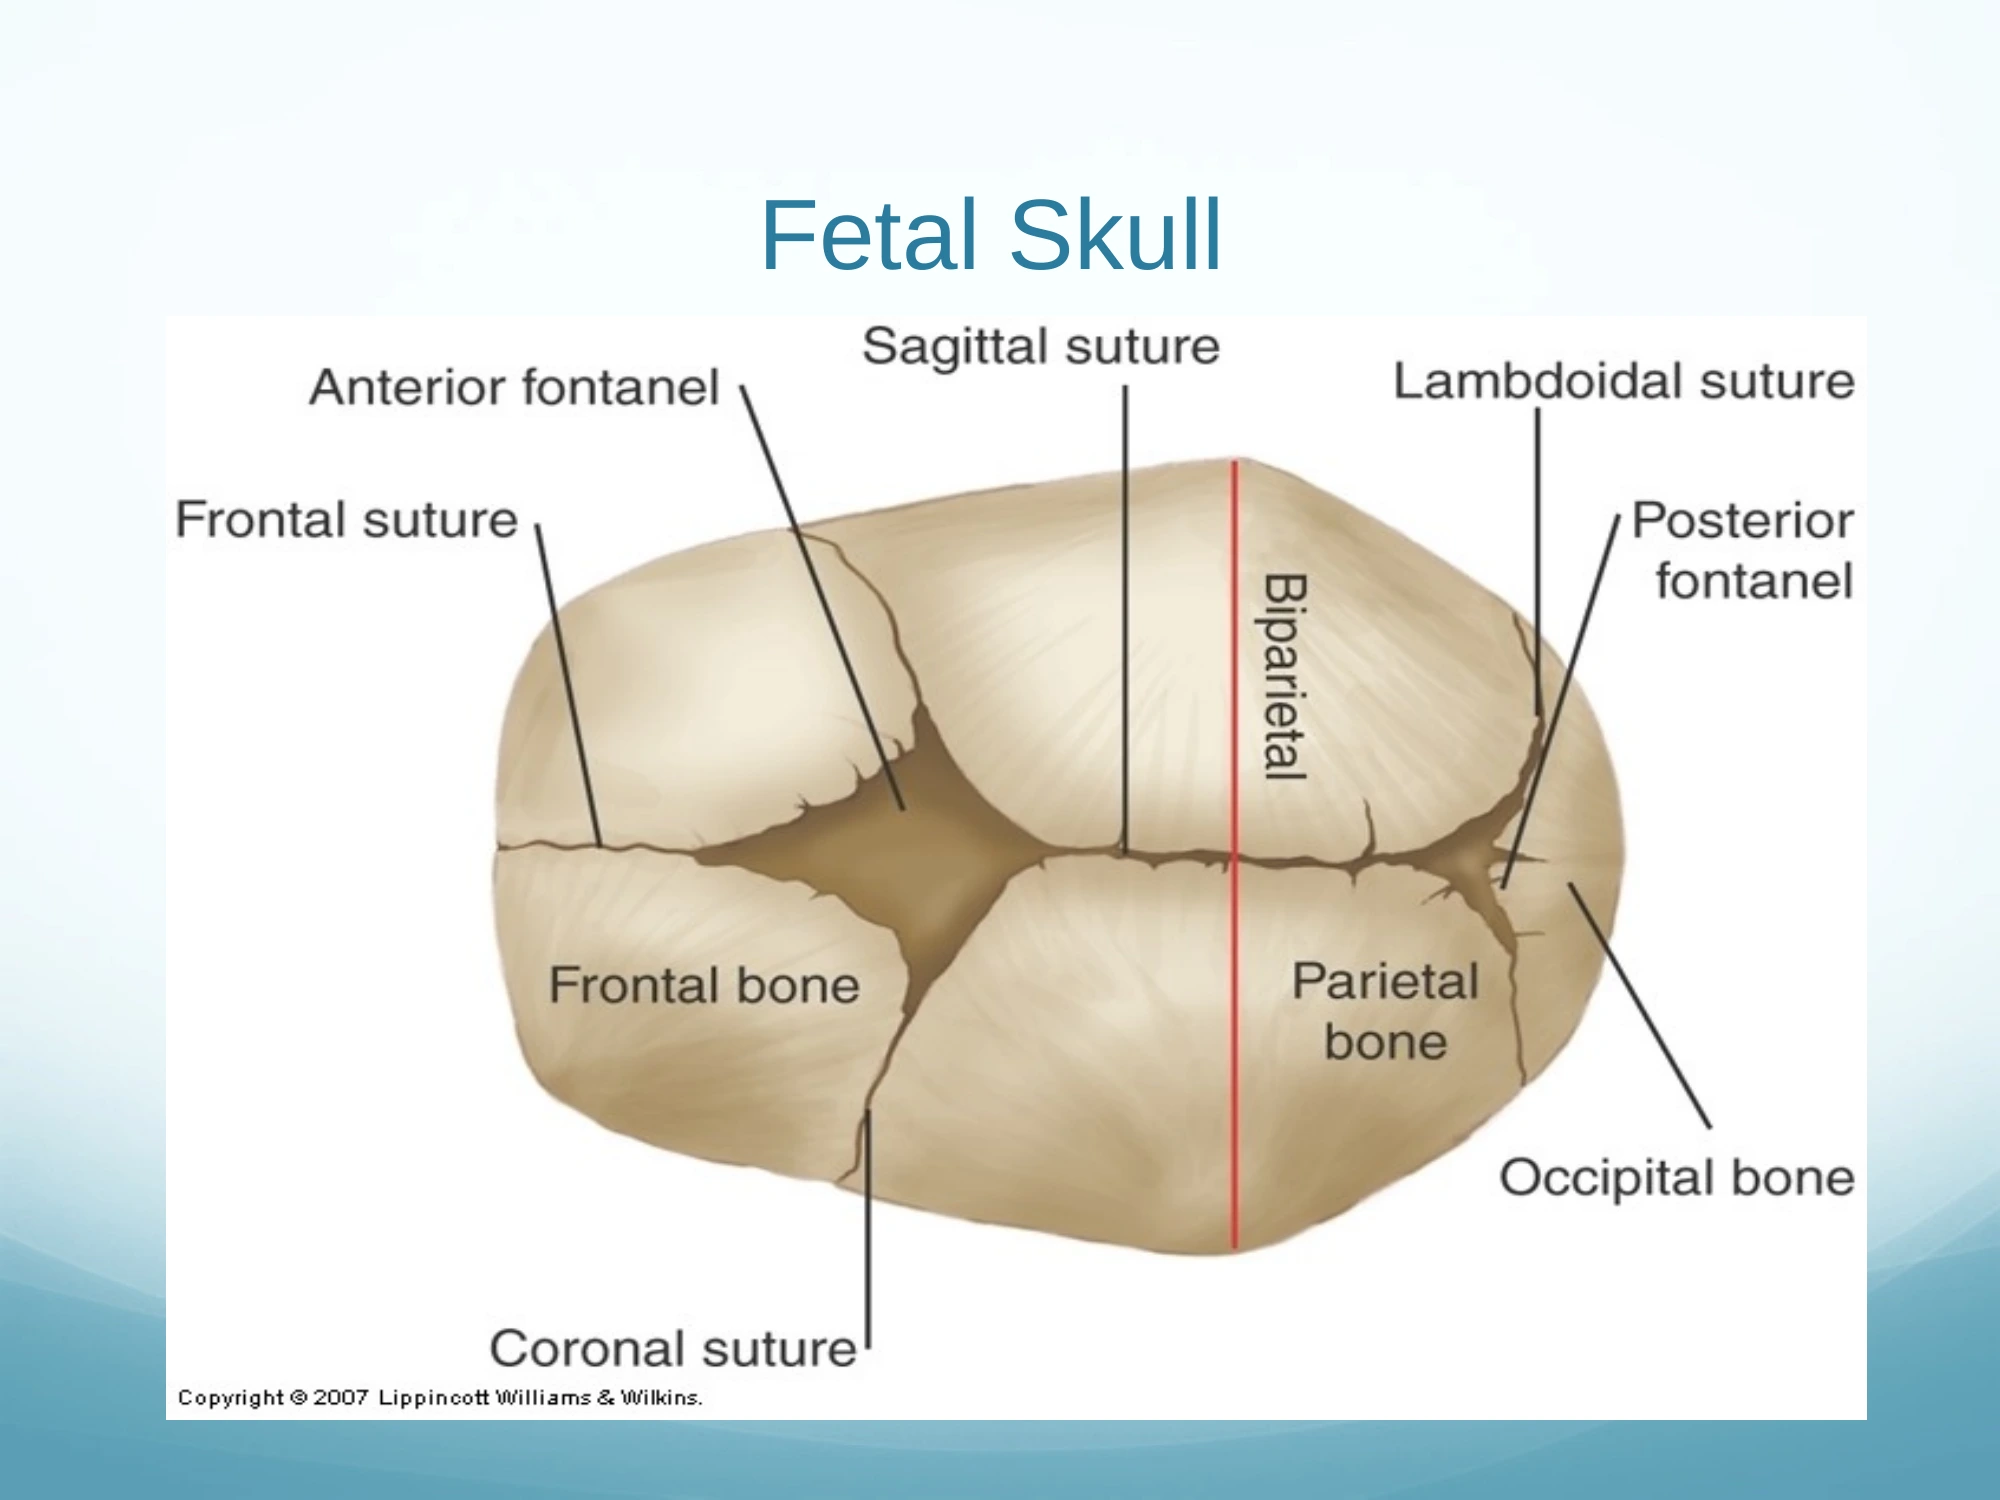 Fetal Skull
Sagittal suture
Anterior fontanel
Lambdoidal suture
Frontal suture
Posterior
fontanel
Biparietal
Frontal bone
Parietal
bone
Occipital bone
Coronal suture
Copyright © 2007 Lippincott Williams & Wilkins.